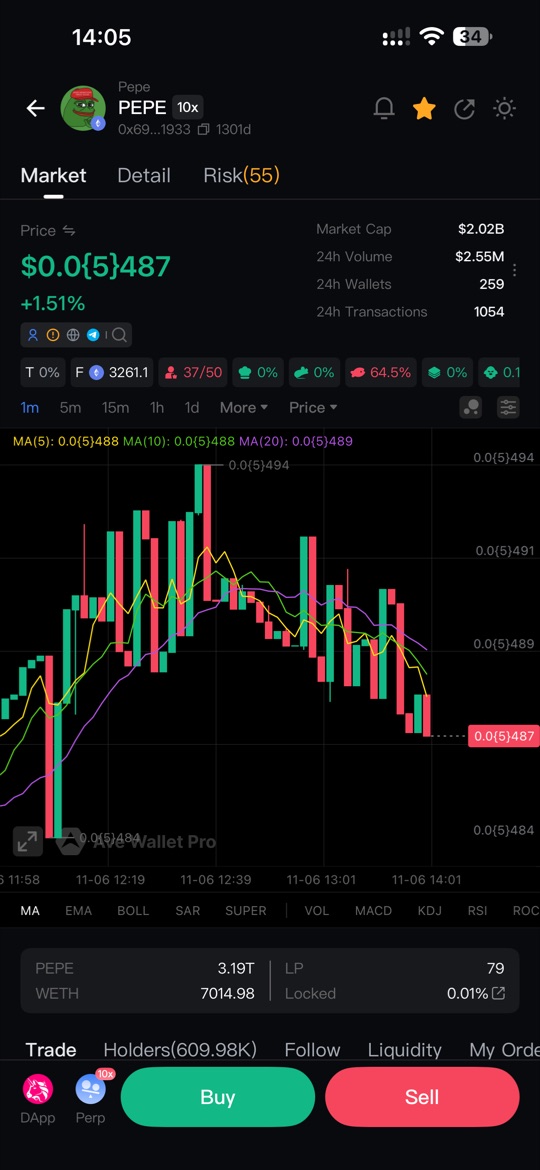 14:05
34
Pepe
PEPE 10x
0x69...1933 1301d
Market Detail Risk(55)
Price
$0.0{5}487
+1.51%
Market Cap $2.02B
24h Volume $2.55M
24h Wallets 259
24h Transactions 1054
T 0% F 3261.1 37/50 0% 0% 64.5% 0% 0.1
1m 5m 15m 1h 1d More Price
MA(5): 0.0{5}488 MA(10): 0.0{5}488 MA(20): 0.0{5}489
0.0{5}494
0.0{5}494
0.0{5}491
0.0{5}489
0.0{5}487
0.0{5}484
0.0{5}484
Ave Wallet Pro
6 11:58 11-06 12:19 11-06 12:39 11-06 13:01 11-06 14:01
MA EMA BOLL SAR SUPER VOL MACD KDJ RSI ROC
PEPE 3.19T LP 79
WETH 7014.98 Locked 0.01%
Trade Holders(609.98K) Follow Liquidity My Orde
10x
DApp Perp Buy Sell